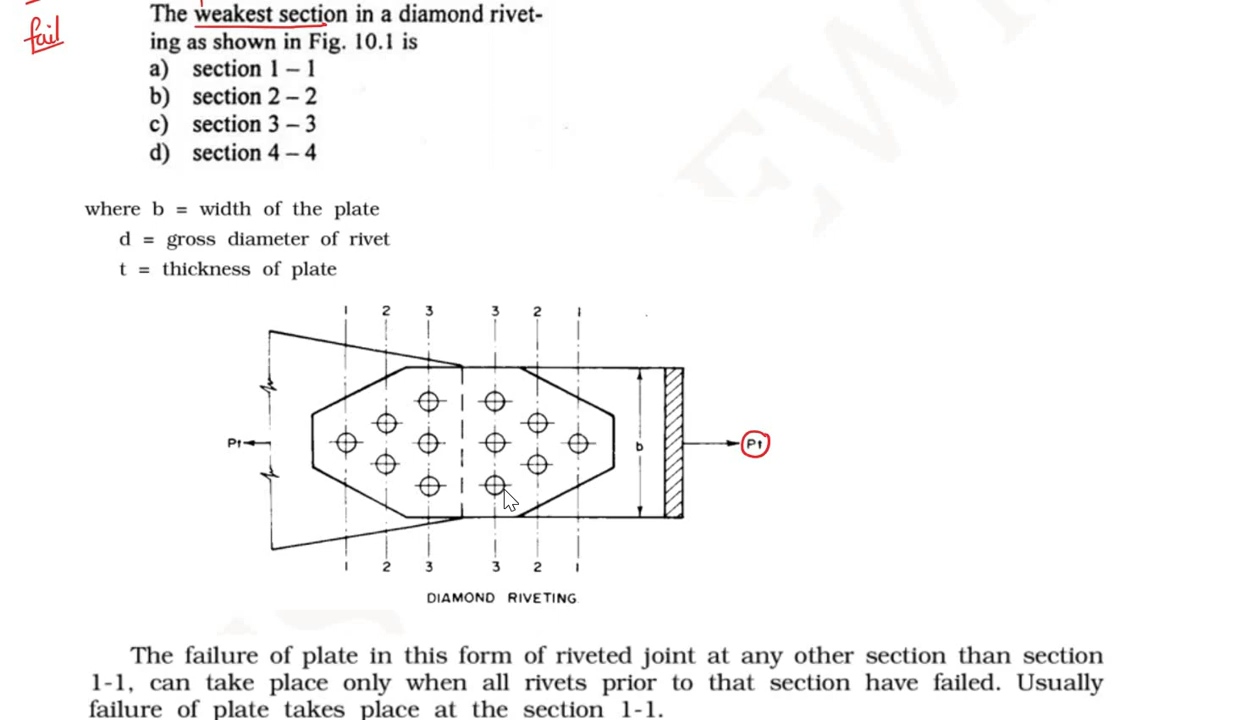 The weakest section in a diamond rivet-
fail
ing as shown in Fig. 10.1 is
a) section 1 – 1
b) section 2 – 2
c) section 3 – 3
d) section 4 – 4
where b = width of the plate
d = gross diameter of rivet
t = thickness of plate
1 2 3 3 2 1
Pt b Pt
1 2 3 3 2 1
DIAMOND RIVETING
The failure of plate in this form of riveted joint at any other section than section
1-1, can take place only when all rivets prior to that section have failed. Usually
failure of plate takes place at the section 1-1.